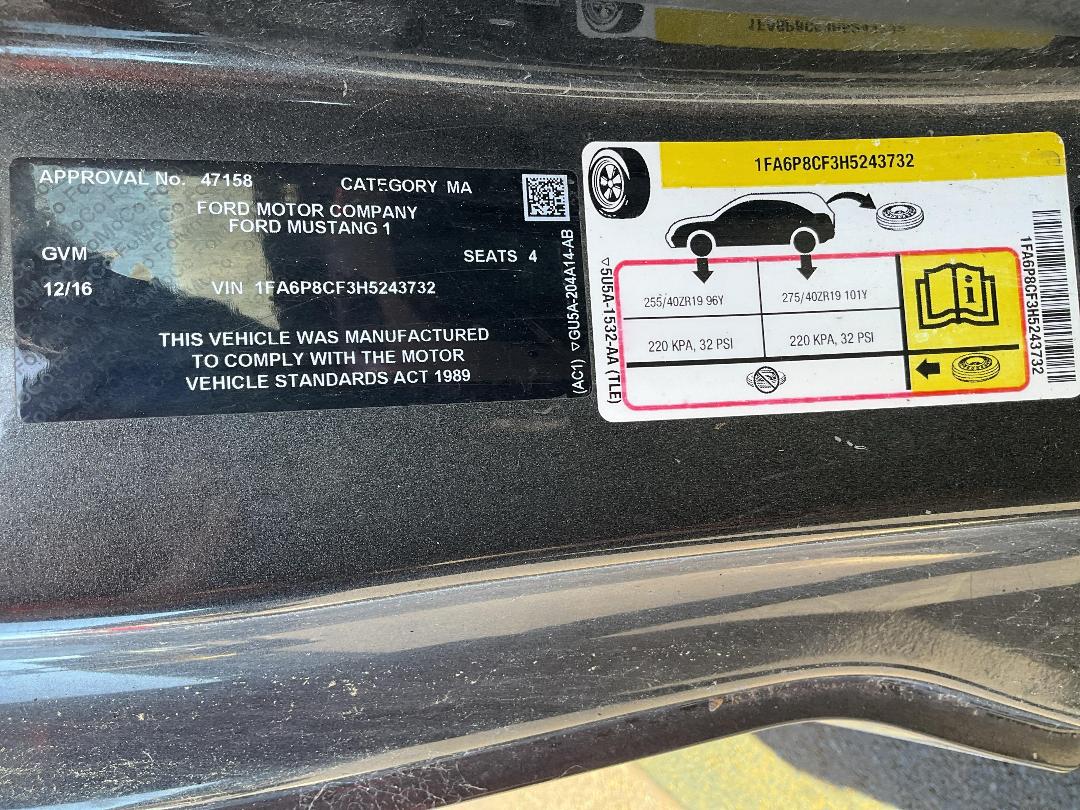 APPROVAL No. 47158 CATEGORY MA
FORD MOTOR COMPANY
FORD MUSTANG 1
GVM SEATS 4
12/16 VIN 1FA6P8CF3H5243732
THIS VEHICLE WAS MANUFACTURED
TO COMPLY WITH THE MOTOR
VEHICLE STANDARDS ACT 1989
(AC1) ▽GU5A-204A14-AB
1FA6P8CF3H5243732
255/40ZR19 96Y 275/40ZR19 101Y
220 KPA, 32 PSI 220 KPA, 32 PSI
▽5U5A-1532-AA (TLE)
1FA6P8CF3H5243732